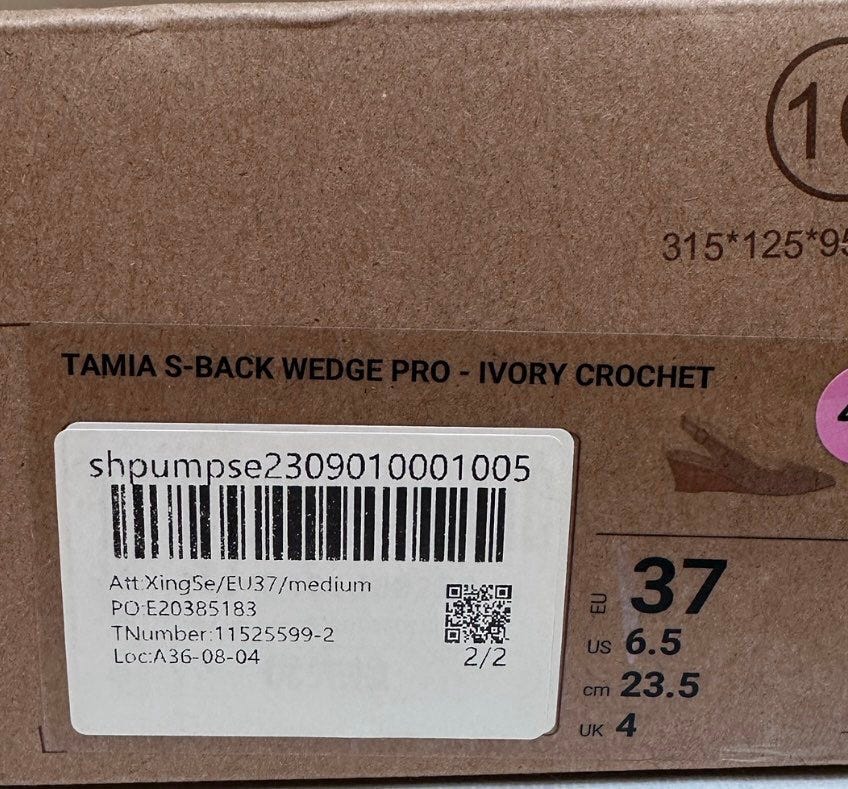 315*125*95
TAMIA S-BACK WEDGE PRO - IVORY CROCHET
shpumpse2309010001005
Att:XingSe/EU37/medium
PO:E20385183
TNumber:11525599-2
Loc:A36-08-04
2/2
EU 37
US 6.5
cm 23.5
UK 4